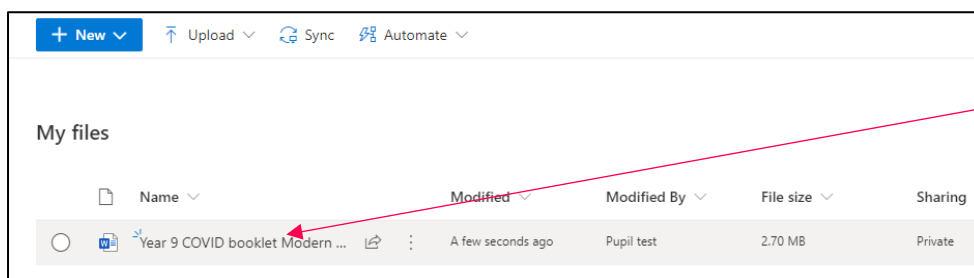 New Upload Sync Automate
My files
Name Modified Modified By File size Sharing
Year 9 COVID booklet Modern ... A few seconds ago Pupil test 2.70 MB Private